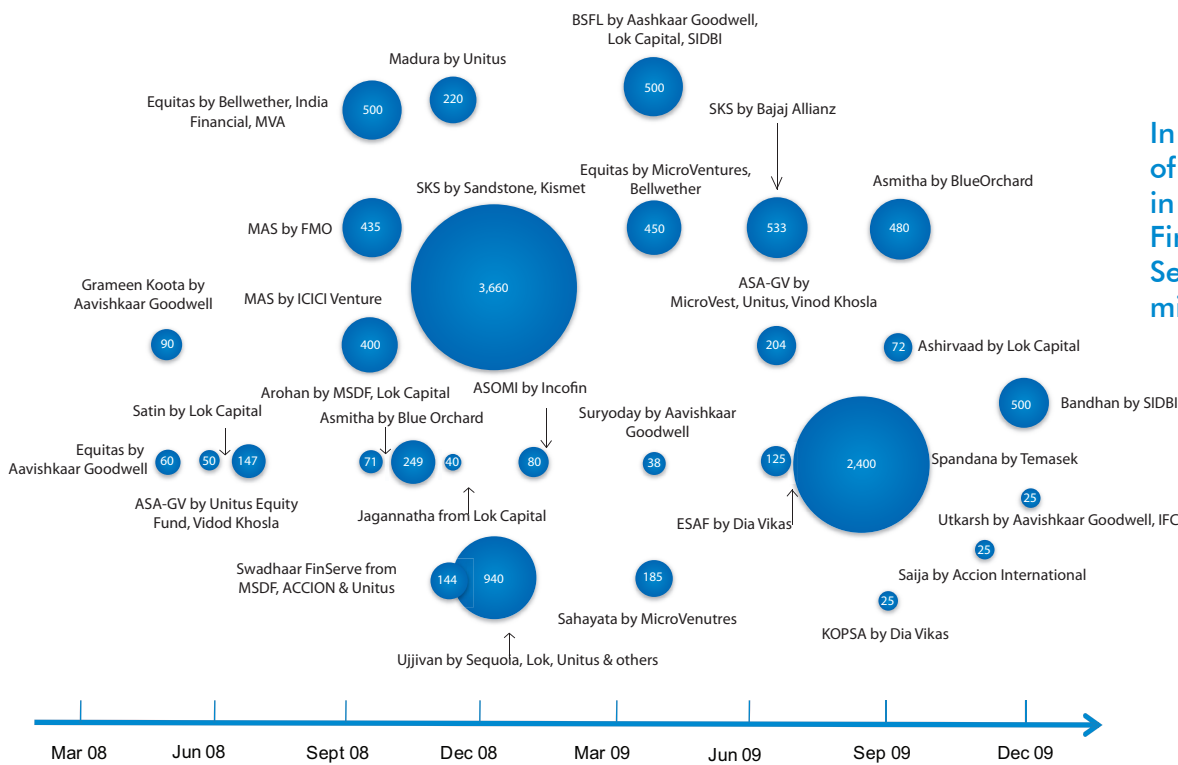 BSFL by Aashkaar Goodwell,
Lok Capital, SIDBI
500
Madura by Unitus
220
Equitas by Bellwether, India
Financial, MVA
500
SKS by Bajaj Allianz
533
SKS by Sandstone, Kismet
3,660
Equitas by MicroVentures,
Bellwether
450
Asmitha by BlueOrchard
480
MAS by FMO
435
Grameen Koota by
Aavishkaar Goodwell
90
MAS by ICICI Venture
400
ASA-GV by
MicroVest, Unitus, Vinod Khosla
204
72
Ashirvaad by Lok Capital
Arohan by MSDF, Lok Capital
71
ASOMI by Incofin
80
Satin by Lok Capital
50
Asmitha by Blue Orchard
249
Suryoday by Aavishkaar
Goodwell
38
500
Bandhan by SIDBI
Equitas by
Aavishkaar Goodwell
60
147
ASA-GV by Unitus Equity
Fund, Vidod Khosla
40
Jagannatha from Lok Capital
125
ESAF by Dia Vikas
2,400
Spandana by Temasek
25
Utkarsh by Aavishkaar Goodwell, IFC
25
Saija by Accion International
Swadhaar FinServe from
MSDF, ACCION & Unitus
144
940
Ujjivan by Sequoia, Lok, Unitus & others
185
Sahayata by MicroVenutres
25
KOPSA by Dia Vikas
In
of
in
Fin
Se
mi
Mar 08 Jun 08 Sept 08 Dec 08 Mar 09 Jun 09 Sep 09 Dec 09